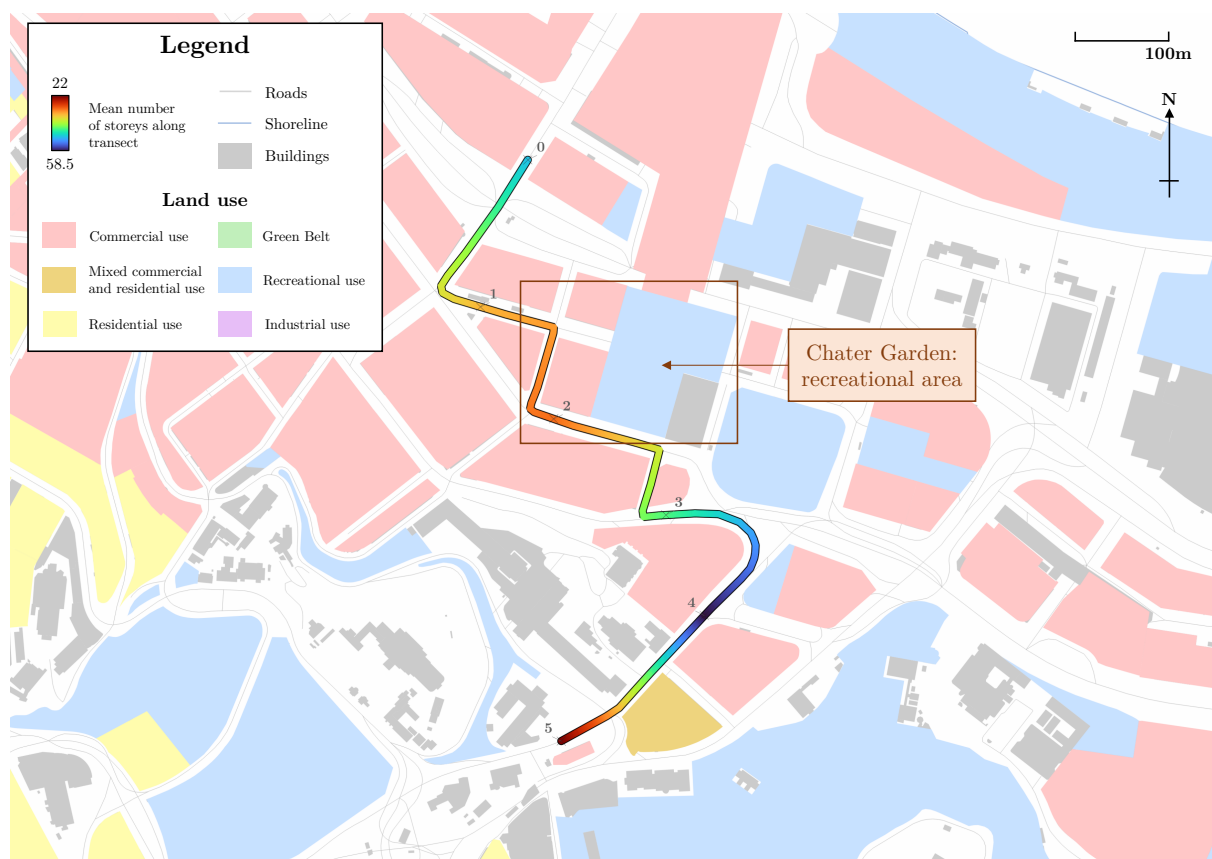 Legend
22
58.5
Mean number
of storeys along
transect
Roads
Shoreline
Buildings
Land use
Commercial use
Green Belt
Mixed commercial
and residential use
Recreational use
Residential use
Industrial use
100m
N
0
1
2
3
4
5
Chater Garden:
recreational area